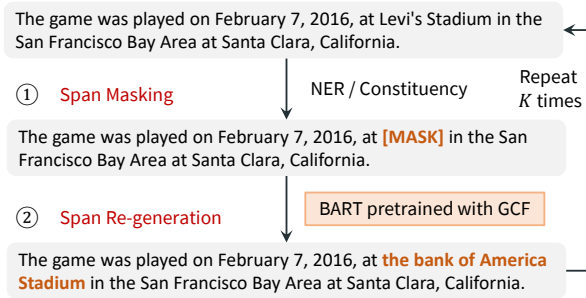 The game was played on February 7, 2016, at Levi's Stadium in the
San Francisco Bay Area at Santa Clara, California.
① Span Masking
NER / Constituency
Repeat
K times
The game was played on February 7, 2016, at [MASK] in the San
Francisco Bay Area at Santa Clara, California.
② Span Re-generation
BART pretrained with GCF
The game was played on February 7, 2016, at the bank of America
Stadium in the San Francisco Bay Area at Santa Clara, California.